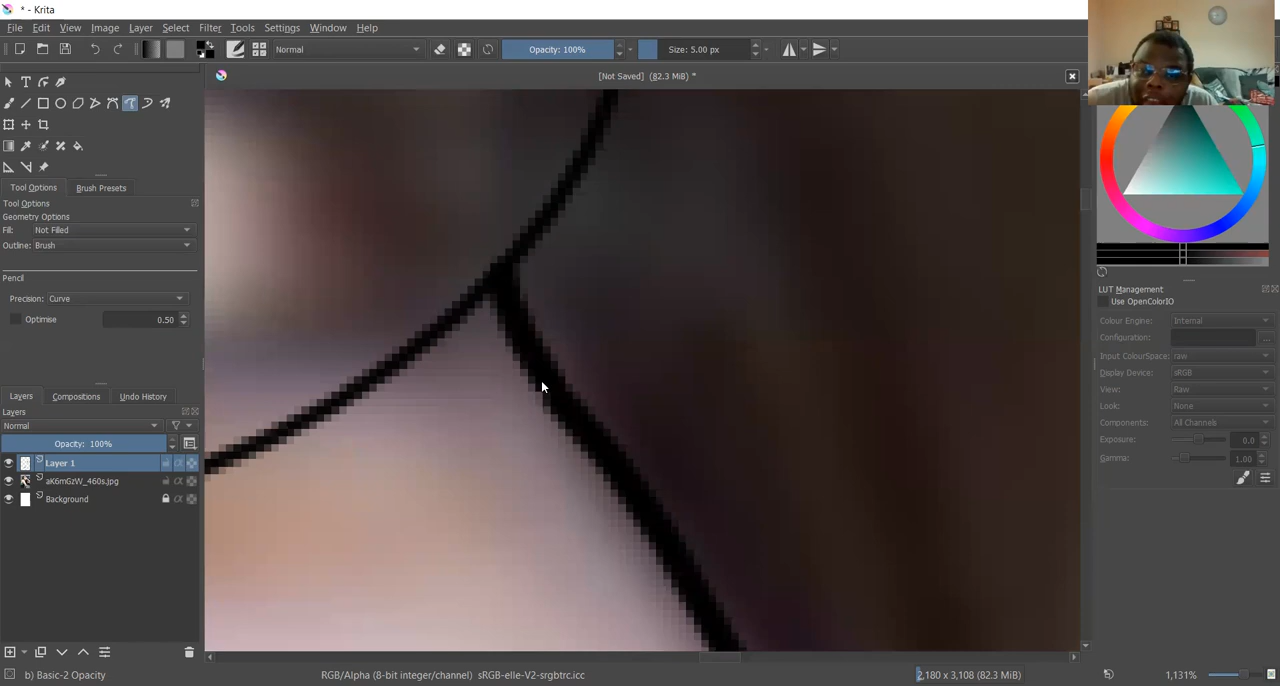 * - Krita
File Edit View Image Layer Select Filter Tools Settings Window Help
Normal Opacity: 100% Size: 5.00 px
[Not Saved] (82.3 MiB) *
Tool Options Brush Presets
Tool Options
Geometry Options
Fill: Not Filled
Outline: Brush
Pencil
Precision: Curve
Optimise 0.50
Layers Compositions Undo History
Layers
Normal
Opacity: 100%
Layer 1
aK6mGzW_460s.jpg
Background
LUT Management
Use OpenColorIO
Colour Engine: Internal
Configuration: ...
Input ColourSpace: raw
Display Device: sRGB
View: Raw
Look: None
Components: All Channels
Exposure: 0.0
Gamma: 1.00
b) Basic-2 Opacity RGB/Alpha (8-bit integer/channel) sRGB-elle-V2-srgbtrc.icc 2,180 x 3,108 (82.3 MiB) 1,131%